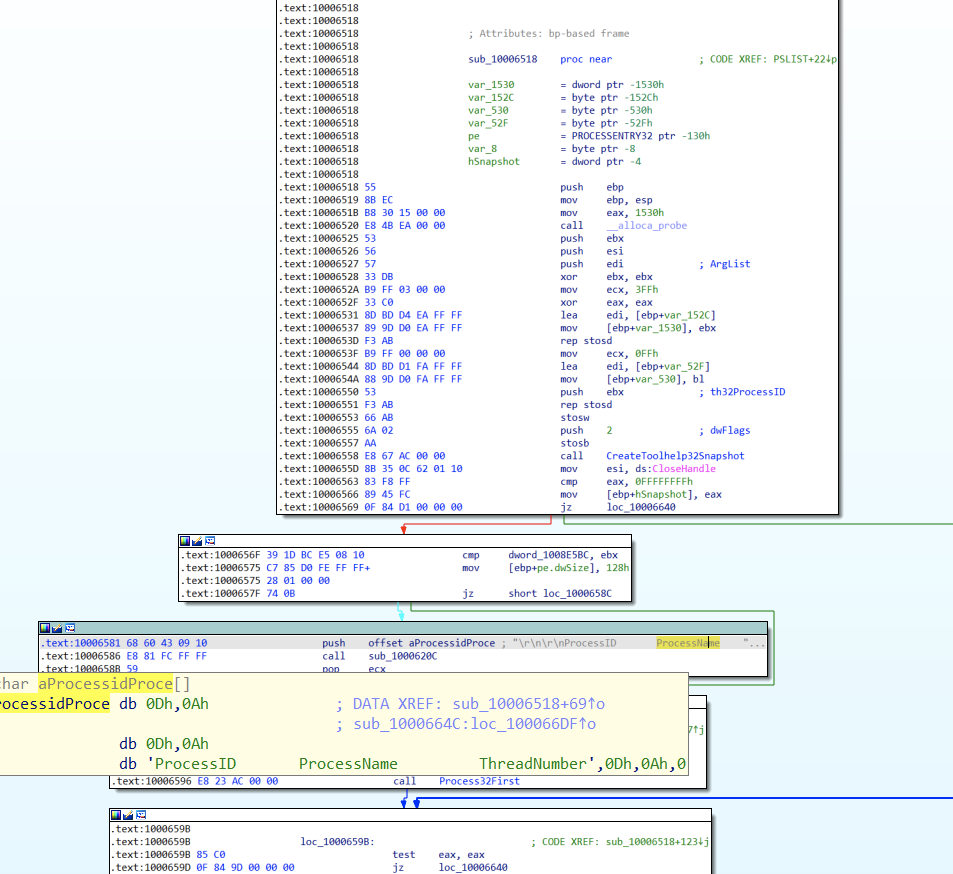 .text:10006518
.text:10006518
.text:10006518 ; Attributes: bp-based frame
.text:10006518
.text:10006518 sub_10006518 proc near ; CODE XREF: PSLIST+22↓p
.text:10006518
.text:10006518 var_1530 = dword ptr -1530h
.text:10006518 var_152C = byte ptr -152Ch
.text:10006518 var_530 = byte ptr -530h
.text:10006518 var_52F = byte ptr -52Fh
.text:10006518 pe = PROCESSENTRY32 ptr -130h
.text:10006518 var_8 = byte ptr -8
.text:10006518 hSnapshot = dword ptr -4
.text:10006518
.text:10006518 55 push ebp
.text:10006519 8B EC mov ebp, esp
.text:1000651B B8 30 15 00 00 mov eax, 1530h
.text:10006520 E8 4B EA 00 00 call __alloca_probe
.text:10006525 53 push ebx
.text:10006526 56 push esi
.text:10006527 57 push edi ; ArgList
.text:10006528 33 DB xor ebx, ebx
.text:1000652A B9 FF 03 00 00 mov ecx, 3FFh
.text:1000652F 33 C0 xor eax, eax
.text:10006531 8D BD D4 EA FF FF lea edi, [ebp+var_152C]
.text:10006537 89 9D D0 EA FF FF mov [ebp+var_1530], ebx
.text:1000653D F3 AB rep stosd
.text:1000653F B9 FF 00 00 00 mov ecx, 0FFh
.text:10006544 8D BD D1 FA FF FF lea edi, [ebp+var_52F]
.text:1000654A 88 9D D0 FA FF FF mov [ebp+var_530], bl
.text:10006550 53 push ebx ; th32ProcessID
.text:10006551 F3 AB rep stosd
.text:10006553 66 AB stosw
.text:10006555 6A 02 push 2 ; dwFlags
.text:10006557 AA stosb
.text:10006558 E8 67 AC 00 00 call CreateToolhelp32Snapshot
.text:1000655D 8B 35 0C 62 01 10 mov esi, ds:CloseHandle
.text:10006563 83 F8 FF cmp eax, 0FFFFFFFFh
.text:10006566 89 45 FC mov [ebp+hSnapshot], eax
.text:10006569 0F 84 D1 00 00 00 jz loc_10006640
.text:1000656F 39 1D BC E5 08 10 cmp dword_1008E5BC, ebx
.text:10006575 C7 85 D0 FE FF FF+ mov [ebp+pe.dwSize], 128h
.text:10006575 28 01 00 00
.text:1000657F 74 0B jz short loc_1000658C
.text:10006581 68 60 43 09 10 push offset aProcessidProce ; "\r\n\r\nProcessID ProcessName "...
.text:10006586 E8 81 FC FF FF call sub_1000620C
.text:1000658B 59 pop ecx
char aProcessidProce[]
rocessidProce db 0Dh,0Ah ; DATA XREF: sub_10006518+69↑o
; sub_1000664C:loc_100066DF↑o
7↑j
db 0Dh,0Ah
db 'ProcessID ProcessName ThreadNumber',0Dh,0Ah,0
.text:10006596 E8 23 AC 00 00 call Process32First
.text:1000659B
.text:1000659B loc_1000659B: ; CODE XREF: sub_10006518+123↓j
.text:1000659B 85 C0 test eax, eax
.text:1000659D 0F 84 9D 00 00 00 jz loc_10006640